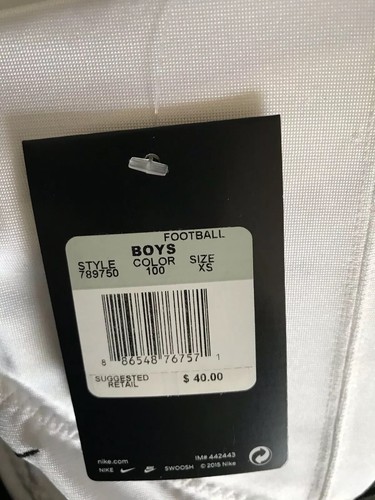 FOOTBALL
BOYS
STYLE COLOR SIZE
789750 100 XS
8 86548 76757 1
SUGGESTED
RETAIL $ 40.00
nike.com IM# 442443
NIKE SWOOSH © 2015 Nike